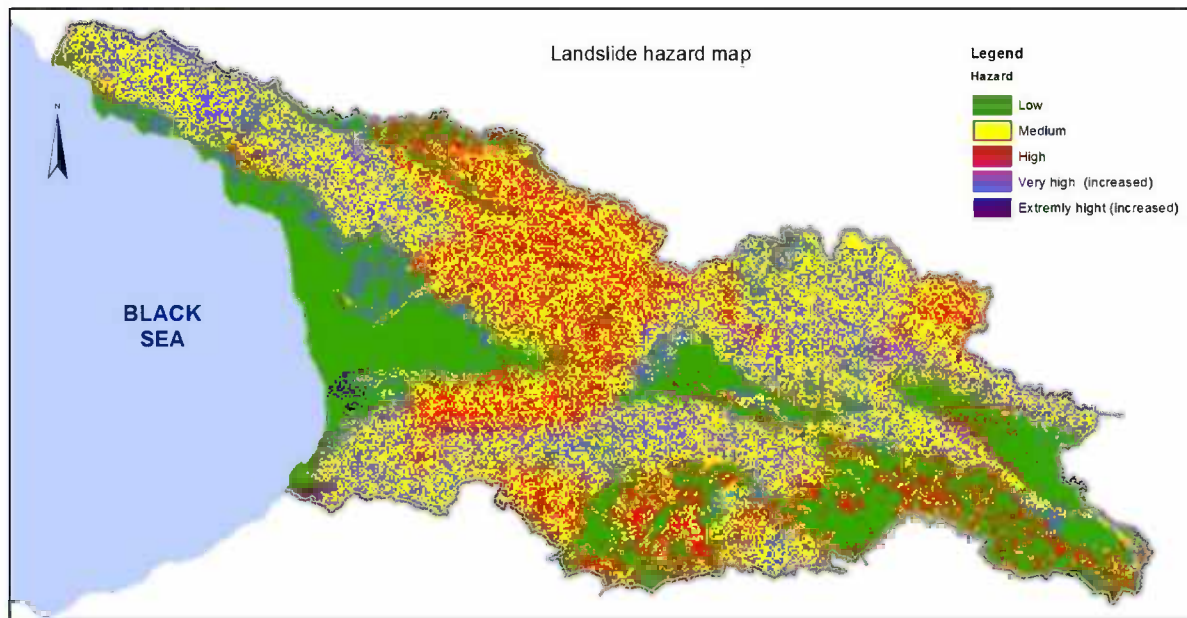 Landslide hazard map
Legend
Hazard
Low
Medium
High
Very high (increased)
Extremly hight (increased)
N
BLACK
SEA